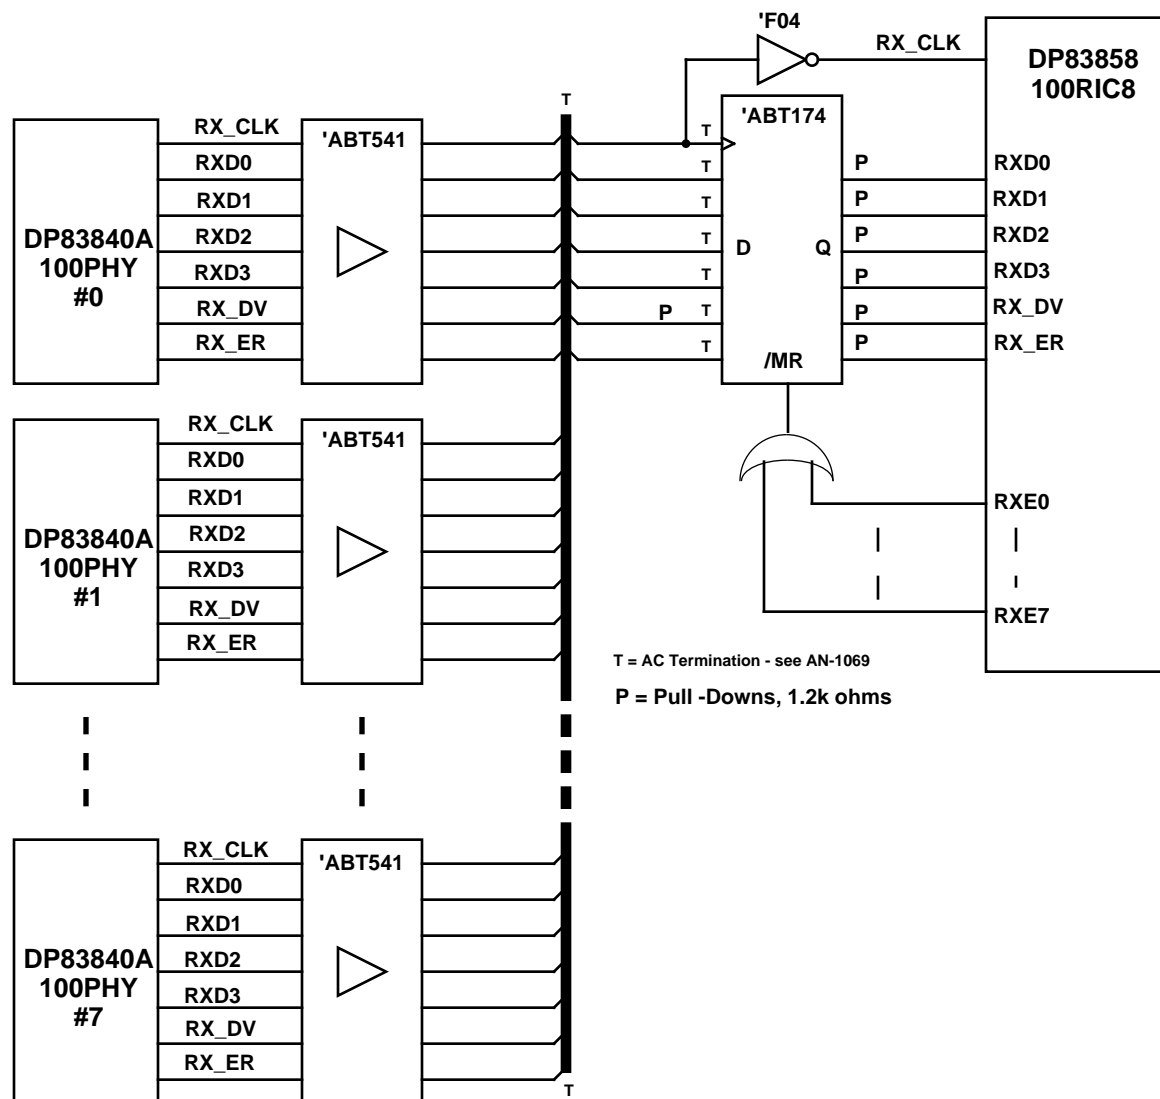 'F04
RX_CLK
DP83858
100RIC8
T
'ABT174
RX_CLK
'ABT541
T
RXD0
T
P
RXD0
RXD1
T
P
RXD1
DP83840A
100PHY
#0
RXD2
T
D
Q
P
RXD2
RXD3
T
P
RXD3
RX_DV
P
T
P
RX_DV
RX_ER
T
P
RX_ER
/MR
RX_CLK
'ABT541
RXD0
RXD1
RXE0
DP83840A
100PHY
#1
RXD2
RXD3
RX_DV
RXE7
RX_ER
T = AC Termination - see AN-1069
P = Pull -Downs, 1.2k ohms
RX_CLK
'ABT541
RXD0
RXD1
DP83840A
100PHY
#7
RXD2
RXD3
RX_DV
RX_ER
T